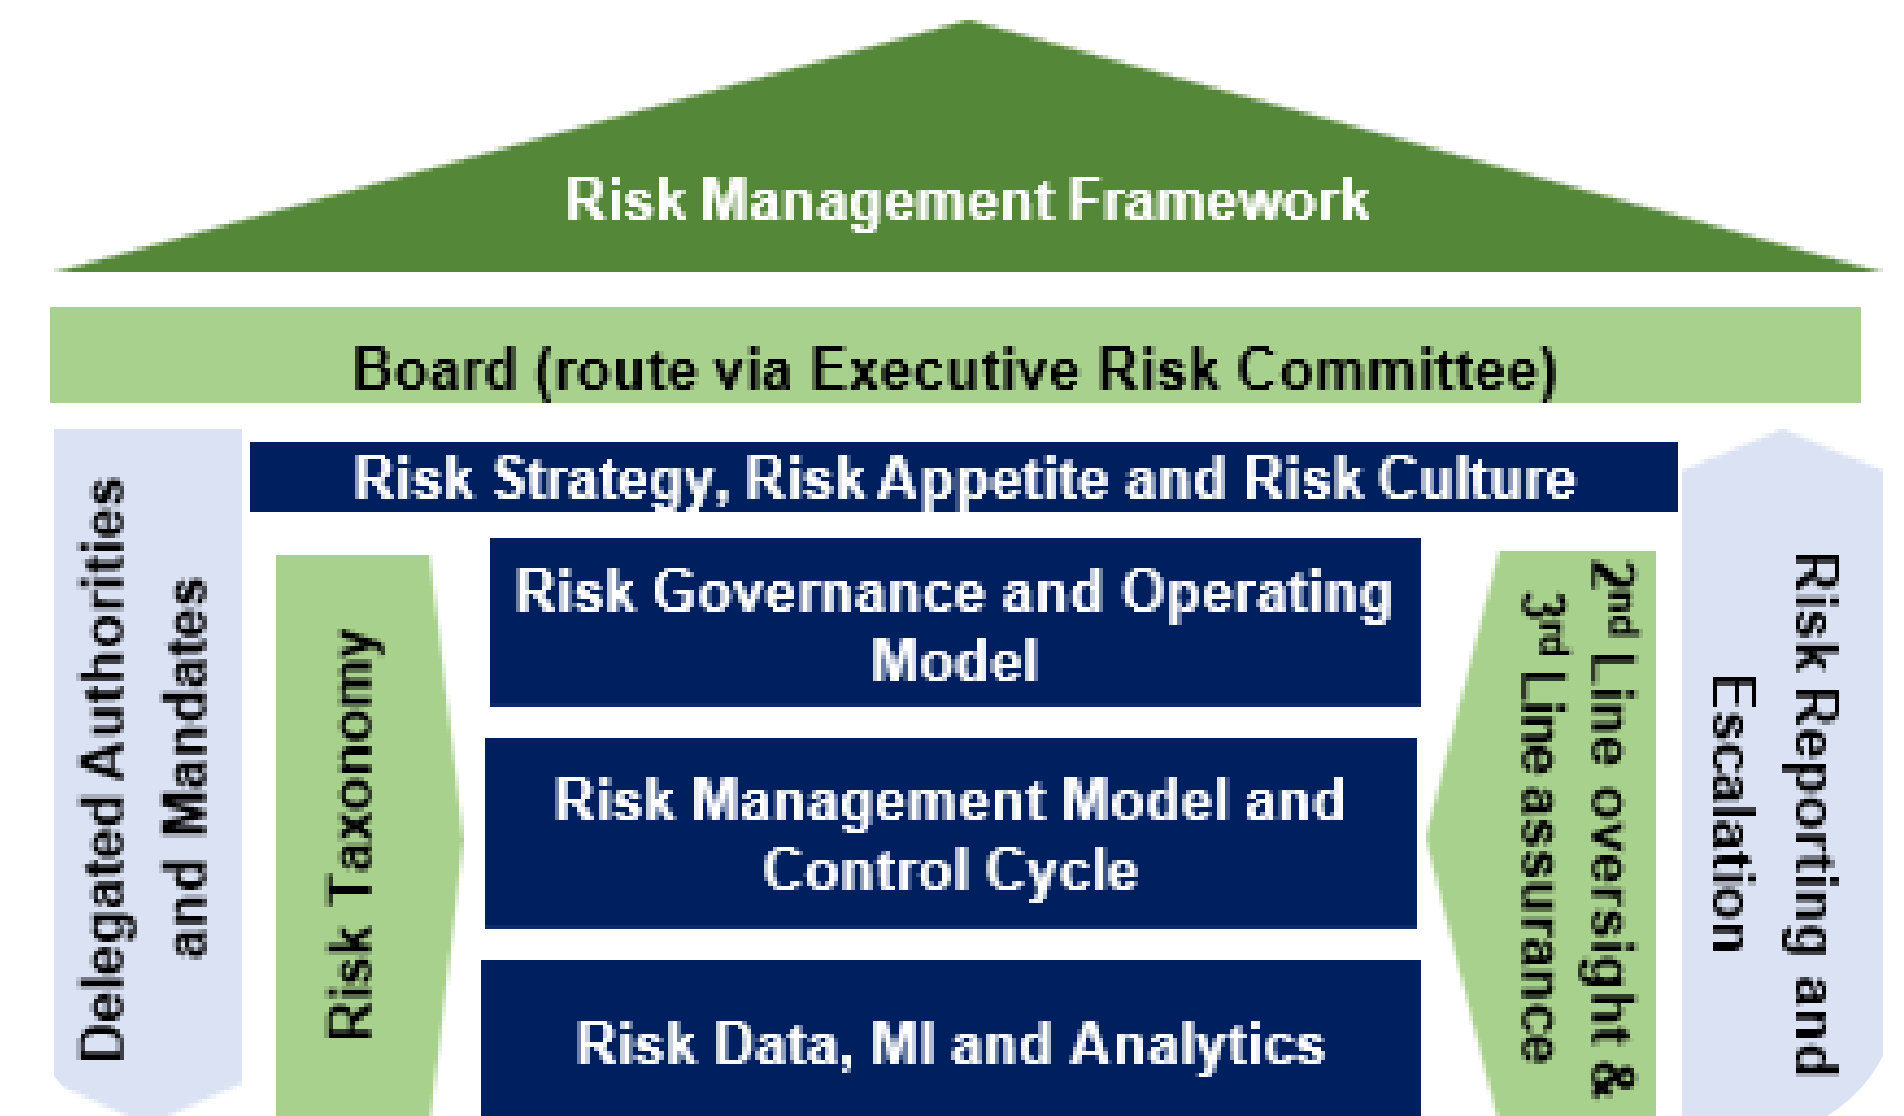 Risk Management Framework
Board (route via Executive Risk Committee)
Risk Strategy, Risk Appetite and Risk Culture
Delegated Authorities
and Mandates
Risk Taxonomy
Risk Governance and Operating
Model
Risk Management Model and
Control Cycle
Risk Data, MI and Analytics
2nd Line oversight &
3rd Line assurance
Risk Reporting and
Escalation